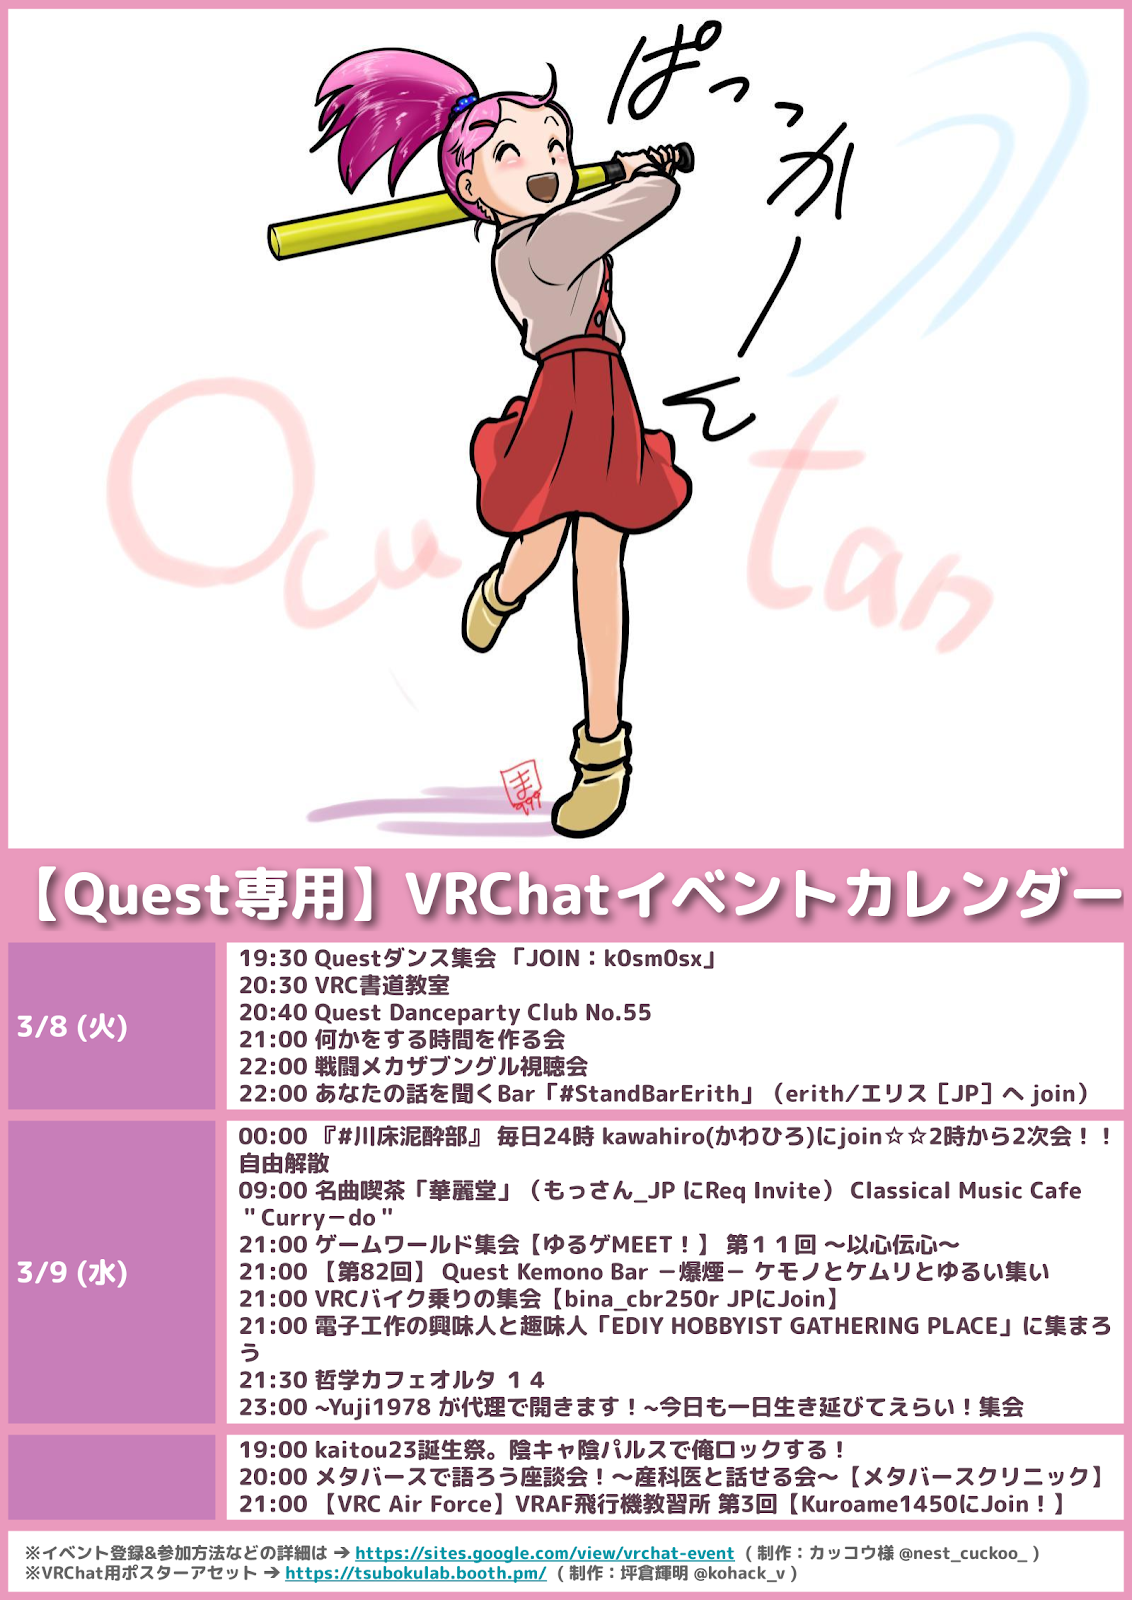 ぱっっかーん
Ocu tan
ま
999
【Quest専用】VRChatイベントカレンダー
3/8 (火)
19:30 Questダンス集会 「JOIN：k0sm0sx」
20:30 VRC書道教室
20:40 Quest Danceparty Club No.55
21:00 何かをする時間を作る会
22:00 戦闘メカザブングル視聴会
22:00 あなたの話を聞くBar「#StandBarErith」（erith/エリス［JP］へ join）
3/9 (水)
00:00 『#川床泥酔部』 毎日24時 kawahiro(かわひろ)にjoin☆☆2時から2次会！！
自由解散
09:00 名曲喫茶「華麗堂」（もっさん_JP にReq Invite） Classical Music Cafe
＂Curry－do＂
21:00 ゲームワールド集会【ゆるゲMEET！】 第１１回 ～以心伝心～
21:00 【第82回】 Quest Kemono Bar －爆煙－ ケモノとケムリとゆるい集い
21:00 VRCバイク乗りの集会【bina_cbr250r JPにJoin】
21:00 電子工作の興味人と趣味人「EDIY HOBBYIST GATHERING PLACE」に集まろ
う
21:30 哲学カフェオルタ １４
23:00 ~Yuji1978 が代理で開きます！~今日も一日生き延びてえらい！集会
19:00 kaitou23誕生祭。陰キャ陰パルスで俺ロックする！
20:00 メタバースで語ろう座談会！～産科医と話せる会～【メタバースクリニック】
21:00 【VRC Air Force】VRAF飛行機教習所 第3回【Kuroame1450にJoin！】
※イベント登録&参加方法などの詳細は ➔ https://sites.google.com/view/vrchat-event （ 制作：カッコウ様 @nest_cuckoo_ ）
※VRChat用ポスターアセット ➔ https://tsubokulab.booth.pm/ （ 制作：坪倉輝明 @kohack_v ）